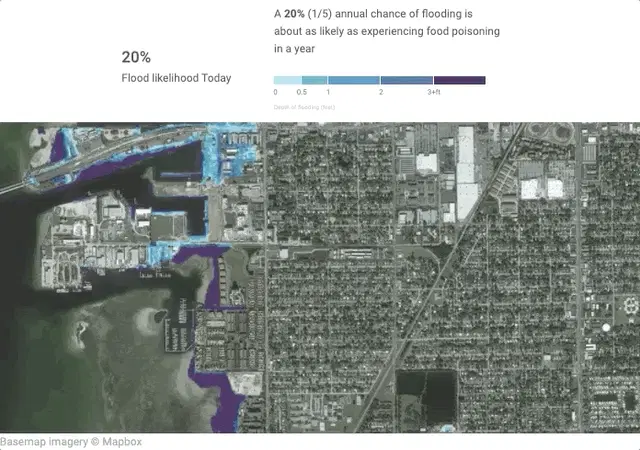 A 20% (1/5) annual chance of flooding is
about as likely as experiencing food poisoning
in a year
20%
Flood likelihood Today
0 0.5 1 2 3+ft
Depth of flooding (feet)
Basemap imagery © Mapbox